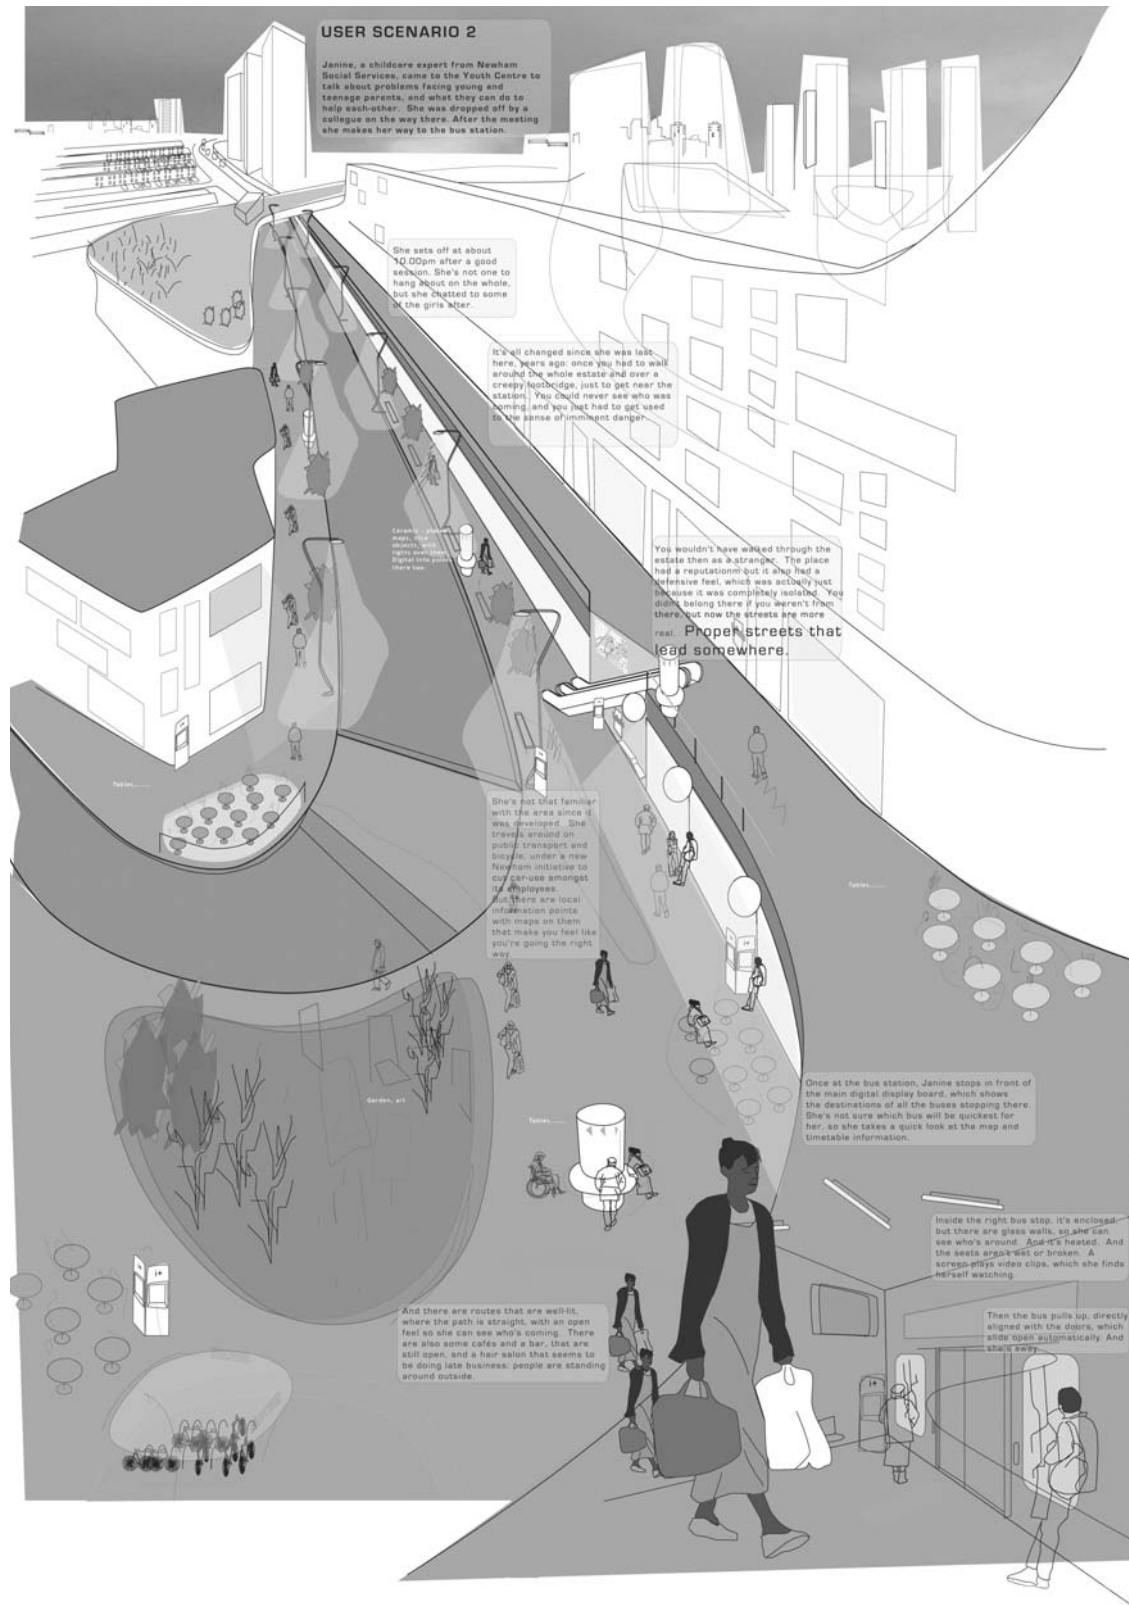 USER SCENARIO 2
Janine, a childcare expert from Newham
Social Services, came to the Youth Centre to
talk about problems facing young and
teenage parents, and what they can do to
help each-other. She was dropped off by a
collegue on the way there. After the meeting
she makes her way to the bus station.
She sets off at about
10.00pm after a good
session. She's not one to
hang about on the whole,
but she chatted to some
of the girls after.
It's all changed since she was last
here, years ago: once you had to walk
around the whole estate and over a
creepy footbridge, just to get near the
station. You could never see who was
coming, and you just had to get used
to the sense of imminent danger.
Ceramic
maps, nice
objects, with
lights over them
Digital info point
there too.
You wouldn't have walked through the
estate then as a stranger. The place
had a reputationm but it also had a
defensive feel, which was actually just
because it was completely isolated. You
didn't belong there if you weren't from
there, but now the streets are more
real. Proper streets that
lead somewhere.
Tables......
She's not that familiar
with the area since it
was developed. She
travels around on
public transport and
bicycle, under a new
Newham initietive to
cut car-use amongst
its employees.
But there are local
information points
with maps on them
that make you feel like
you're going the right
way.
Tables......
Garden, art
Tables......
Once at the bus station, Janine stops in front of
the main digital display board, which shows
the destinations of all the buses stopping there.
She's not sure which bus will be quickest for
her, so she takes a quick look at the map and
timetable information.
Inside the right bus stop, it's enclosed,
but there are glass walls, so she can
see who's around. And it's heated. And
the seats aren't wet or broken. A
screen plays video clips, which she finds
herself watching.
And there are routes that are well-lit,
where the path is straight, with an open
feel so she can see who's coming. There
are also some cafés and a bar, that are
still open, and a hair salon that seems to
be doing late business: people are standing
around outside.
Then the bus pulls up, directly
aligned with the doors, which
slide open automatically. And
she's away.